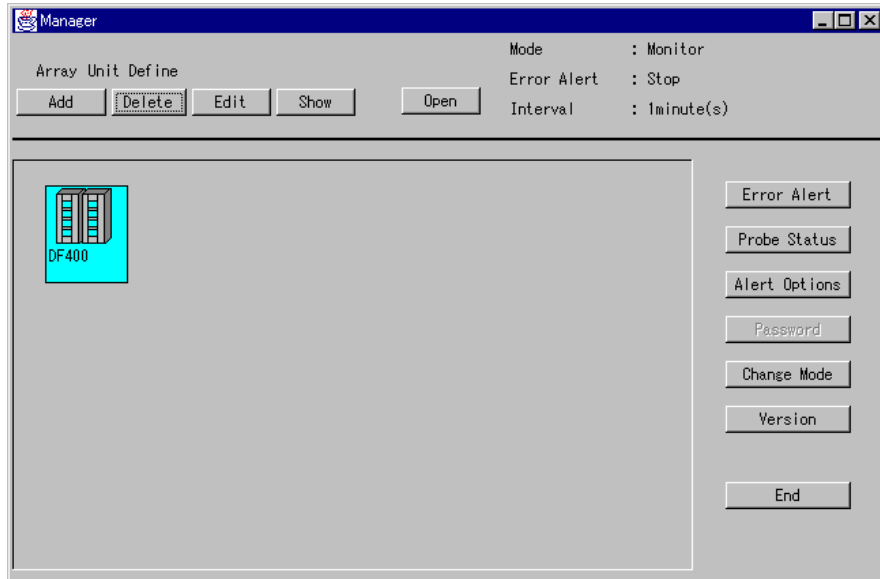 Manager
Mode : Monitor
Array Unit Define
Error Alert : Stop
Add Delete Edit Show Open
Interval : 1minute(s)
DF400
Error Alert
Probe Status
Alert Options
Password
Change Mode
Version
End